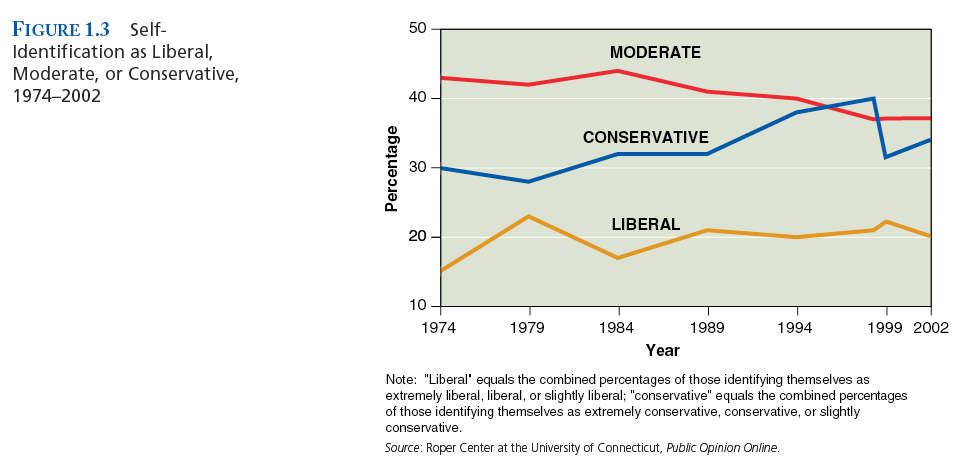 FIGURE 1.3 Self-
Identification as Liberal,
Moderate, or Conservative,
1974–2002
50
40
30
20
10
Percentage
MODERATE
CONSERVATIVE
LIBERAL
1974 1979 1984 1989 1994 1999 2002
Year
Note: "Liberal" equals the combined percentages of those identifying themselves as
extremely liberal, liberal, or slightly liberal; "conservative" equals the combined percentages
of those identifying themselves as extremely conservative, conservative, or slightly
conservative.
Source: Roper Center at the University of Connecticut, Public Opinion Online.